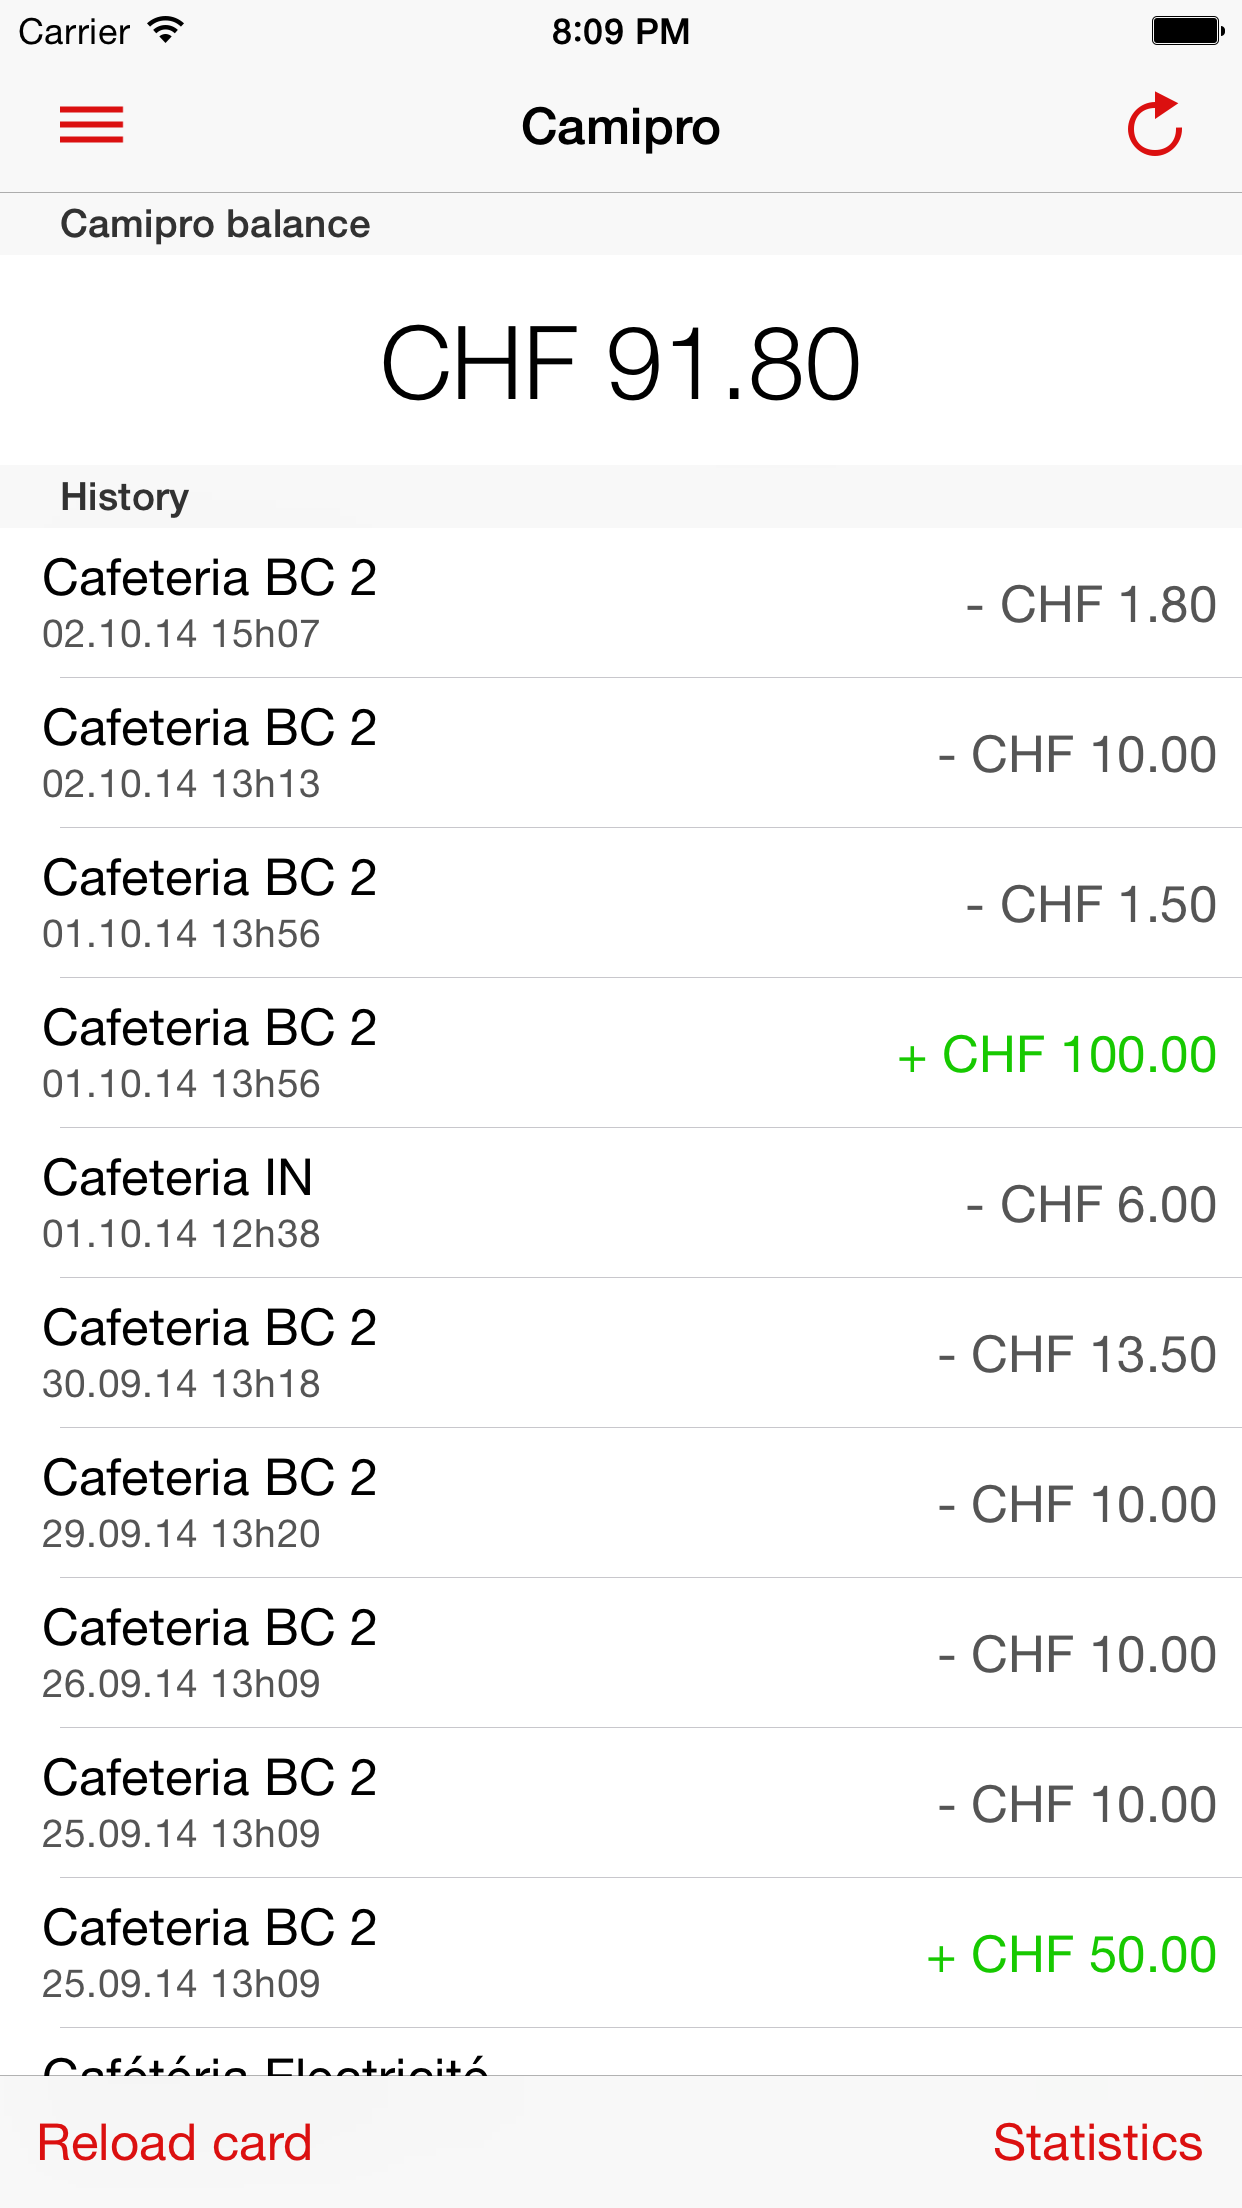 Carrier
8:09 PM
Camipro
Camipro balance
CHF 91.80
History
Cafeteria BC 2
02.10.14 15h07
- CHF 1.80
Cafeteria BC 2
02.10.14 13h13
- CHF 10.00
Cafeteria BC 2
01.10.14 13h56
- CHF 1.50
Cafeteria BC 2
01.10.14 13h56
+ CHF 100.00
Cafeteria IN
01.10.14 12h38
- CHF 6.00
Cafeteria BC 2
30.09.14 13h18
- CHF 13.50
Cafeteria BC 2
29.09.14 13h20
- CHF 10.00
Cafeteria BC 2
26.09.14 13h09
- CHF 10.00
Cafeteria BC 2
25.09.14 13h09
- CHF 10.00
Cafeteria BC 2
25.09.14 13h09
+ CHF 50.00
Cafétéria Electricité
Reload card
Statistics